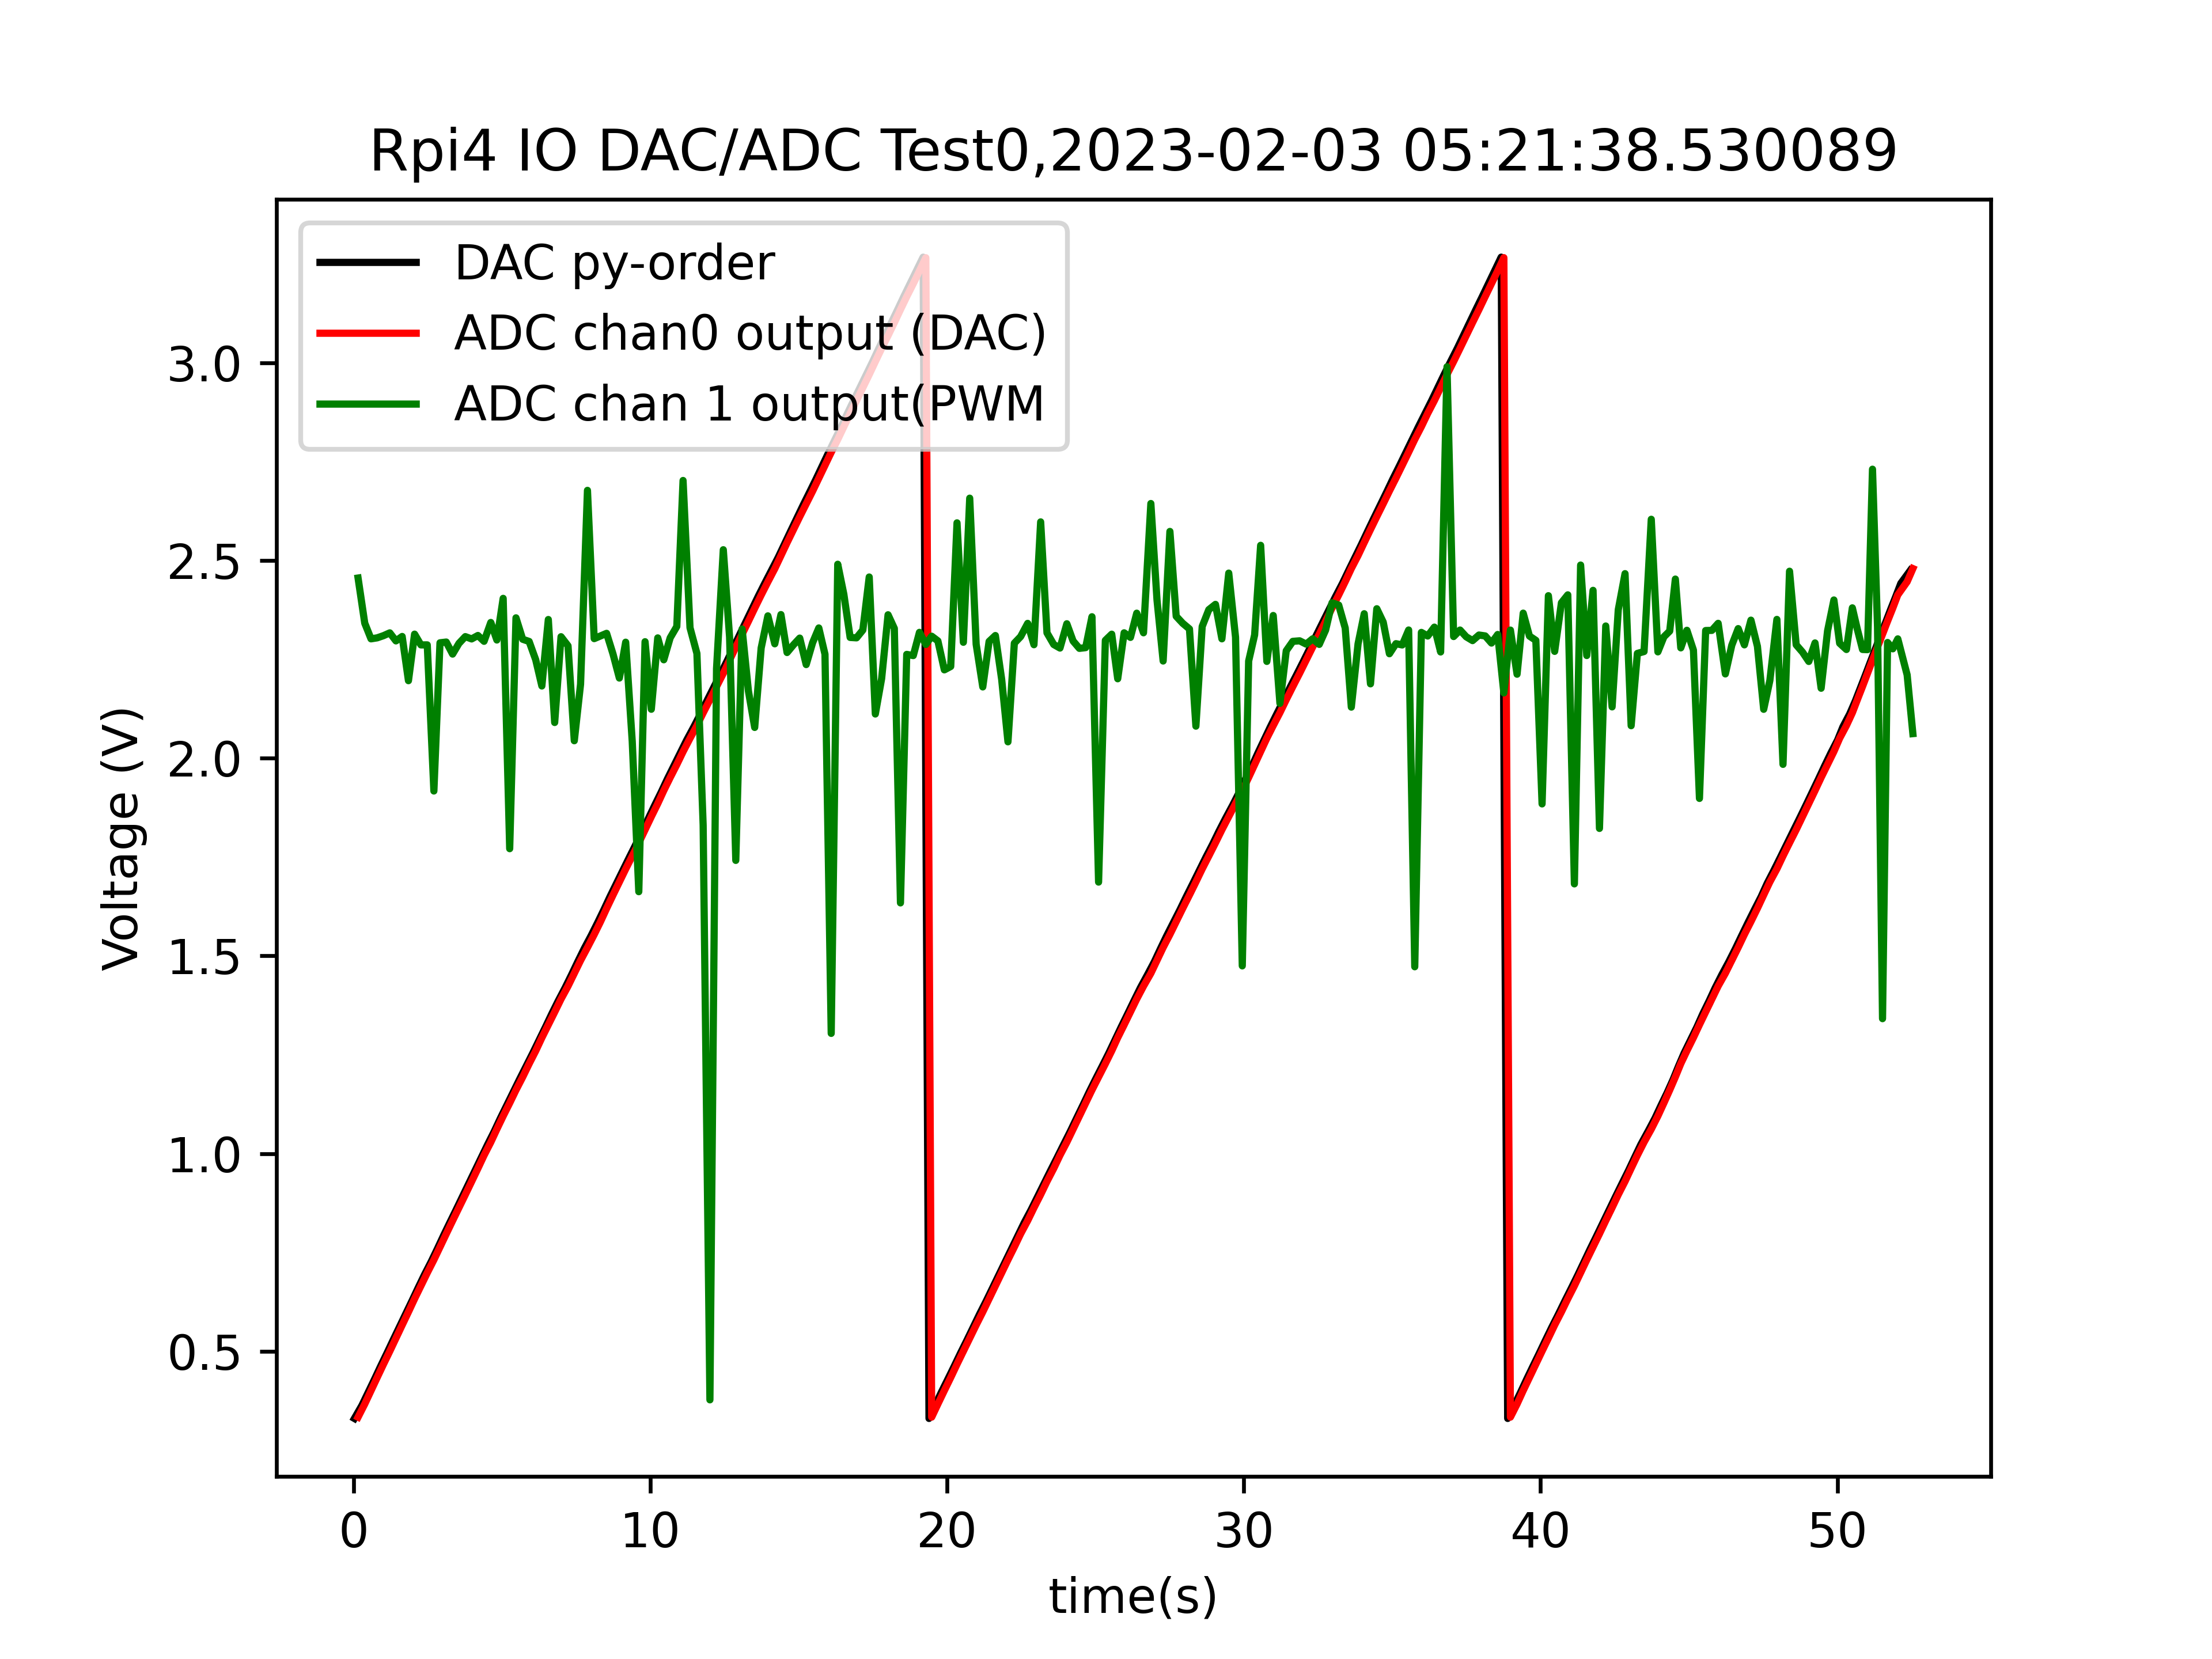 Rpi4 IO DAC/ADC Test0,2023-02-03 05:21:38.530089
DAC py-order
ADC chan0 output (DAC)
ADC chan 1 output(PWM
Voltage (V)
3.0
2.5
2.0
1.5
1.0
0.5
0 10 20 30 40 50
time(s)